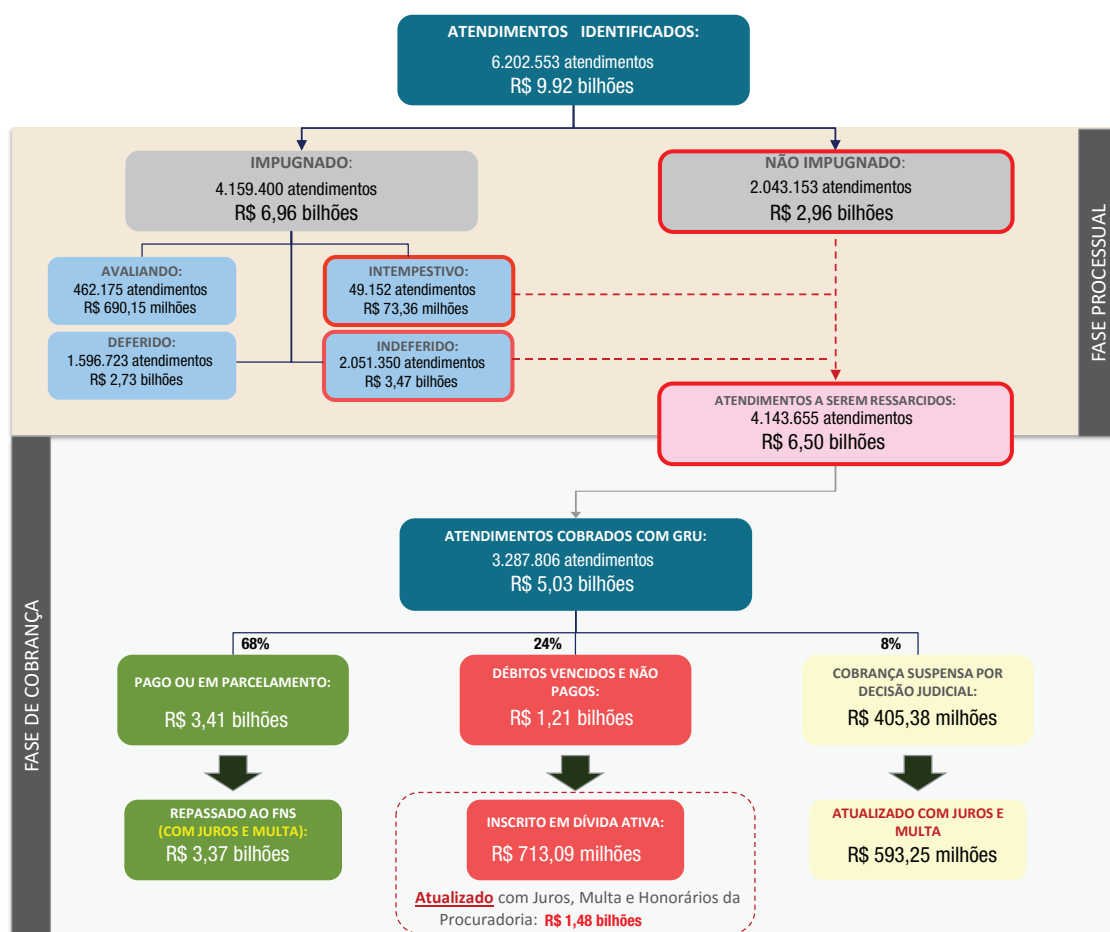 ATENDIMENTOS IDENTIFICADOS:
6.202.553 atendimentos
R$ 9.92 bilhões
FASE PROCESSUAL
IMPUGNADO:
4.159.400 atendimentos
R$ 6,96 bilhões
NÃO IMPUGNADO:
2.043.153 atendimentos
R$ 2,96 bilhões
AVALIANDO:
462.175 atendimentos
R$ 690,15 milhões
INTEMPESTIVO:
49.152 atendimentos
R$ 73,36 milhões
DEFERIDO:
1.596.723 atendimentos
R$ 2,73 bilhões
INDEFERIDO:
2.051.350 atendimentos
R$ 3,47 bilhões
ATENDIMENTOS A SEREM RESSARCIDOS:
4.143.655 atendimentos
R$ 6,50 bilhões
FASE DE COBRANÇA
ATENDIMENTOS COBRADOS COM GRU:
3.287.806 atendimentos
R$ 5,03 bilhões
68%
24%
8%
PAGO OU EM PARCELAMENTO:
R$ 3,41 bilhões
DÉBITOS VENCIDOS E NÃO
PAGOS:
R$ 1,21 bilhões
COBRANÇA SUSPENSA POR
DECISÃO JUDICIAL:
R$ 405,38 milhões
REPASSADO AO FNS
(COM JUROS E MULTA):
R$ 3,37 bilhões
INSCRITO EM DÍVIDA ATIVA:
R$ 713,09 milhões
Atualizado com Juros, Multa e Honorários da
Procuradoria: R$ 1,48 bilhões
ATUALIZADO COM JUROS E
MULTA
R$ 593,25 milhões